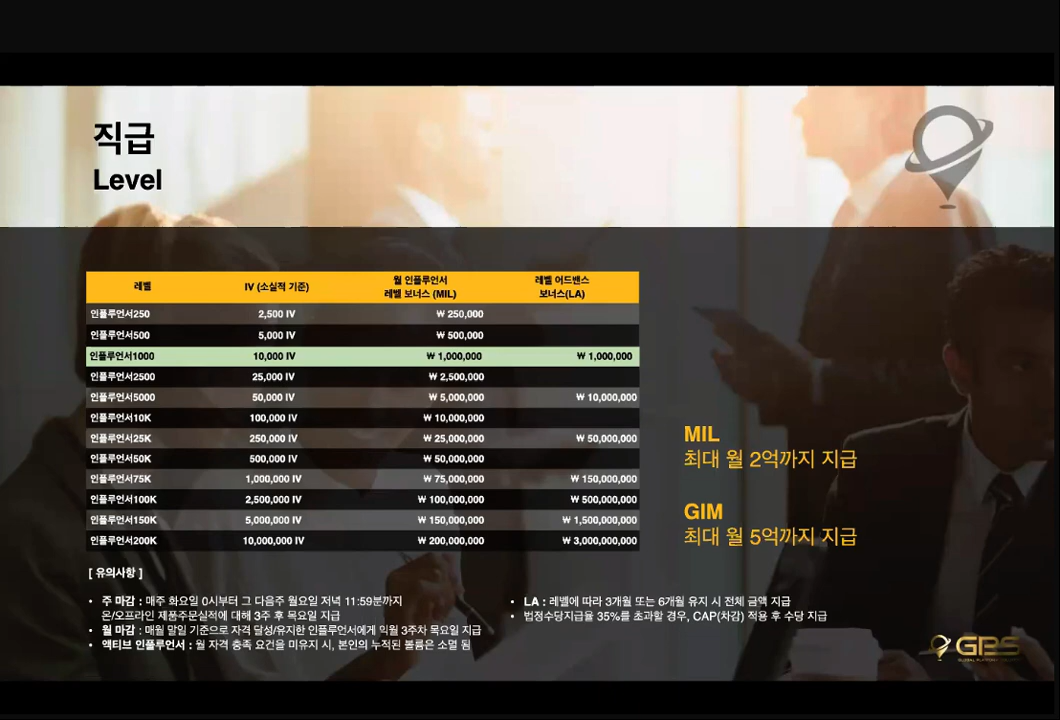 직급
Level
레벨 IV (소실적 기준) 월 인플루언서 레벨 보너스 (MIL) 레벨 어드밴스 보너스(LA)
인플루언서250 2,500 IV ₩ 250,000
인플루언서500 5,000 IV ₩ 500,000
인플루언서1000 10,000 IV ₩ 1,000,000 ₩ 1,000,000
인플루언서2500 25,000 IV ₩ 2,500,000
인플루언서5000 50,000 IV ₩ 5,000,000 ₩ 10,000,000
인플루언서10K 100,000 IV ₩ 10,000,000
인플루언서25K 250,000 IV ₩ 25,000,000 ₩ 50,000,000
인플루언서50K 500,000 IV ₩ 50,000,000
인플루언서75K 1,000,000 IV ₩ 75,000,000 ₩ 150,000,000
인플루언서100K 2,500,000 IV ₩ 100,000,000 ₩ 500,000,000
인플루언서150K 5,000,000 IV ₩ 150,000,000 ₩ 1,500,000,000
인플루언서200K 10,000,000 IV ₩ 200,000,000 ₩ 3,000,000,000
MIL
최대 월 2억까지 지급
GIM
최대 월 5억까지 지급
[ 유의사항 ]
• 주 마감 : 매주 화요일 0시부터 그 다음주 월요일 저녁 11:59분까지
온/오프라인 제품주문실적에 대해 3주 후 목요일 지급
• 월 마감 : 매월 말일 기준으로 자격 달성/유지한 인플루언서에게 익월 3주차 목요일 지급
• 액티브 인플루언서 : 월 자격 충족 요건을 미유지 시, 본인의 누적된 볼륨은 소멸 됨
• LA : 레벨에 따라 3개월 또는 6개월 유지 시 전체 금액 지급
• 법정수당지급율 35%를 초과할 경우, CAP(차감) 적용 후 수당 지급
GBS